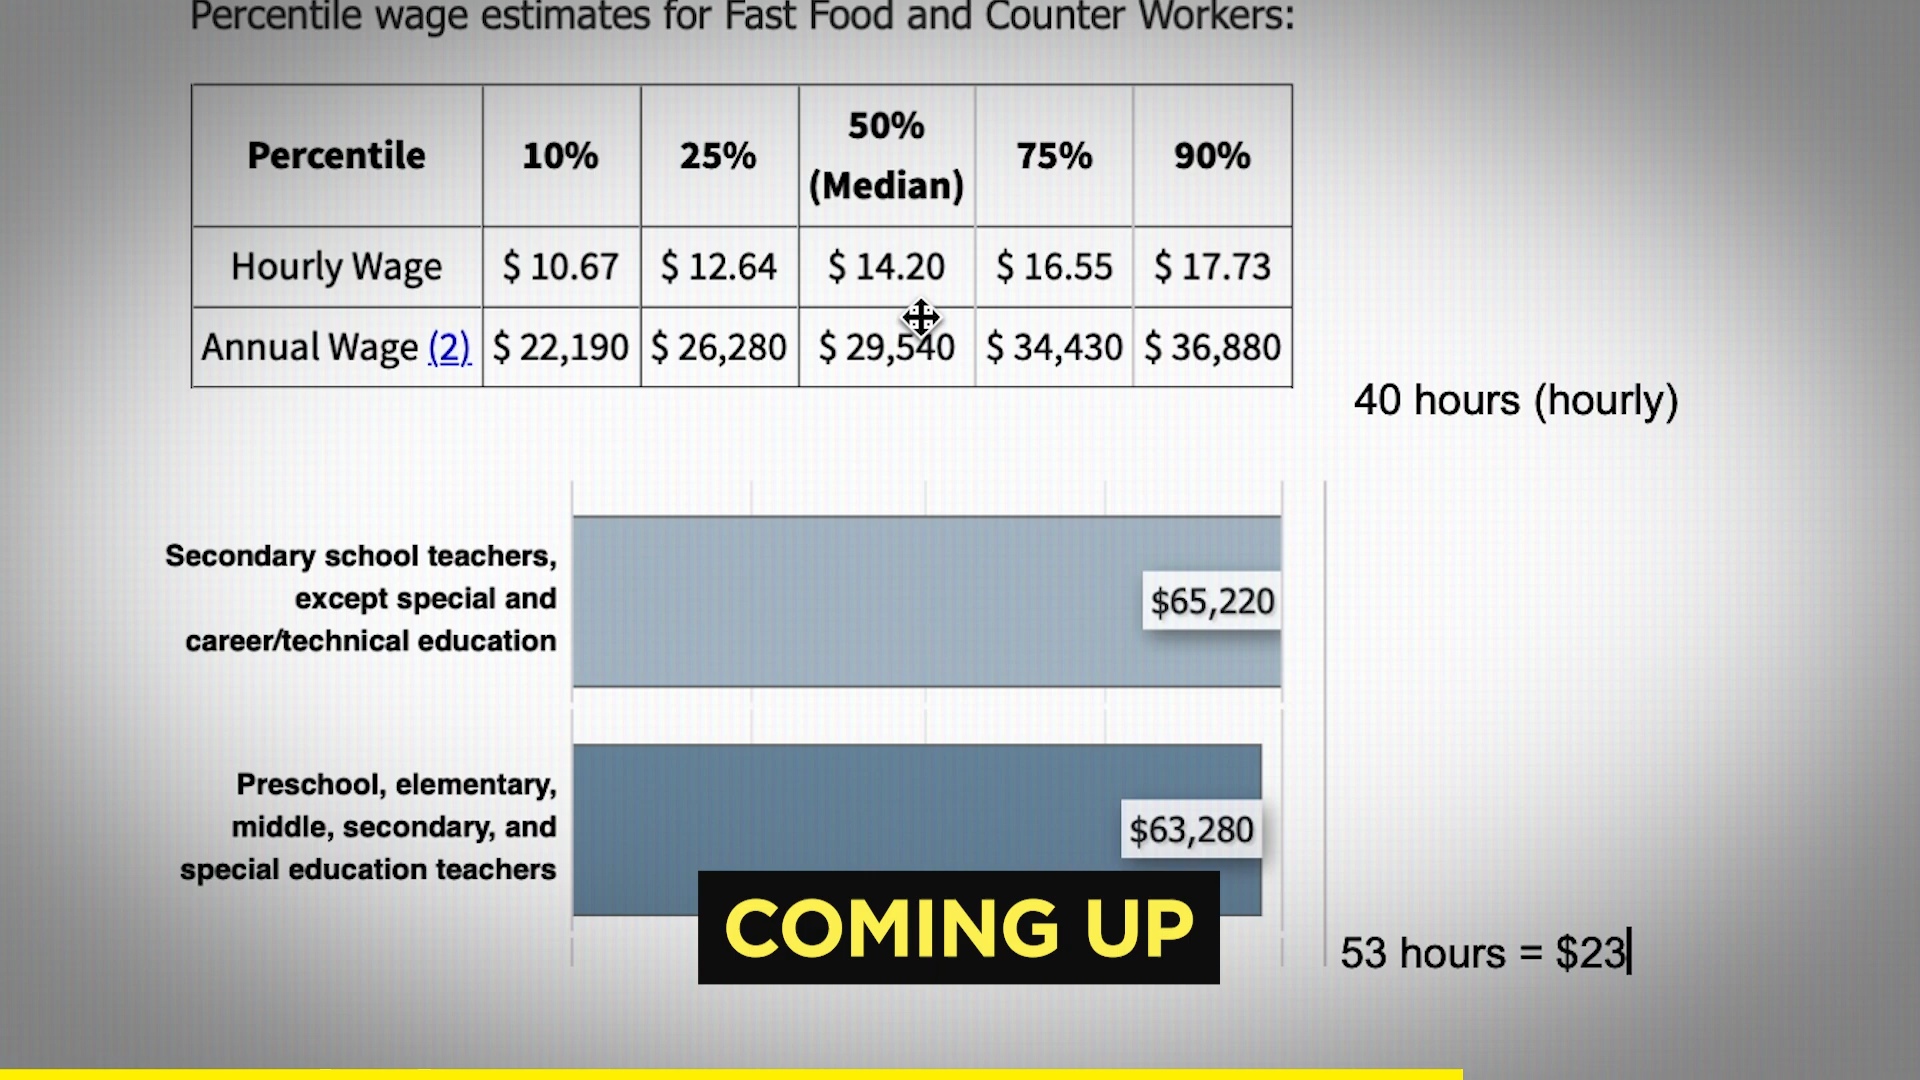 Percentile wage estimates for Fast Food and Counter Workers:
Percentile 10% 25% 50% (Median) 75% 90%
Hourly Wage $ 10.67 $ 12.64 $ 14.20 $ 16.55 $ 17.73
Annual Wage (2) $ 22,190 $ 26,280 $ 29,540 $ 34,430 $ 36,880
40 hours (hourly)
Secondary school teachers,
except special and
career/technical education
$65,220
Preschool, elementary,
middle, secondary, and
special education teachers
$63,280
COMING UP
53 hours = $23